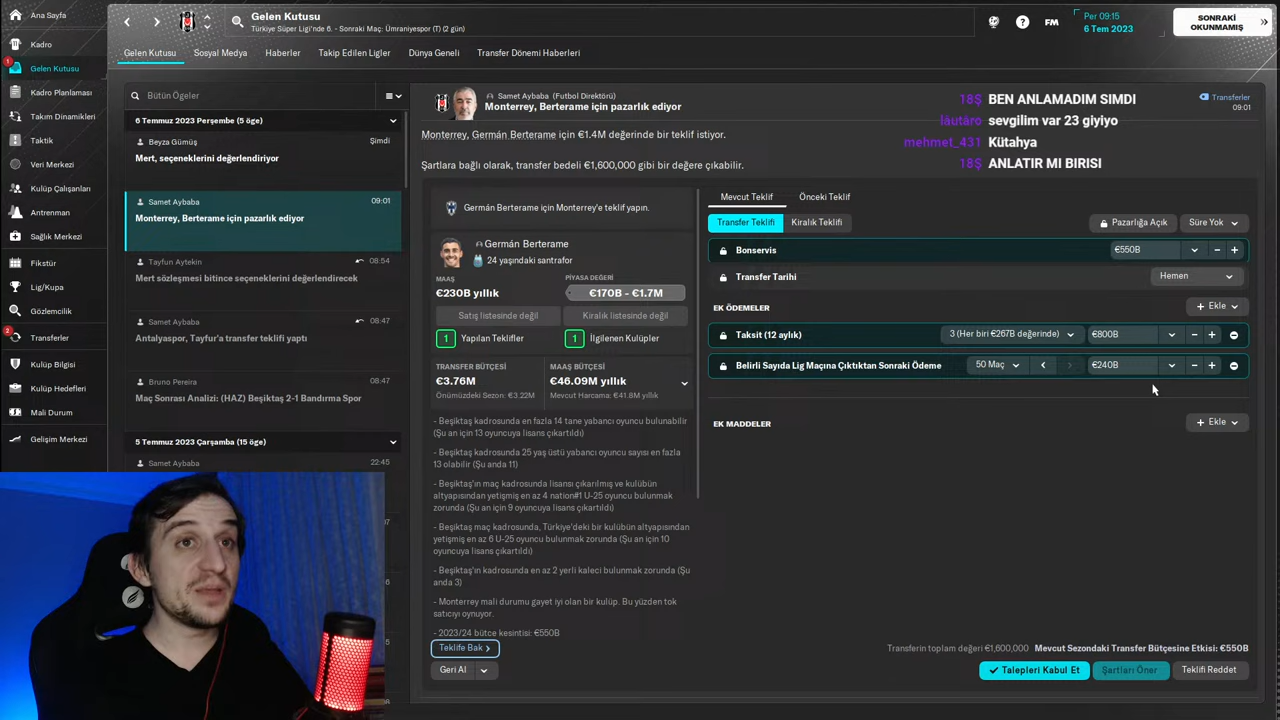 Ana Sayfa
Kadro
1
Gelen Kutusu
Kadro Planlaması
Takım Dinamikleri
Taktik
Veri Merkezi
Kulüp Çalışanları
Antrenman
Sağlık Merkezi
Fikstür
Lig/Kupa
Gözlemcilik
2
Transferler
Kulüp Bilgisi
Kulüp Hedefleri
Mali Durum
Gelişim Merkezi
Gelen Kutusu
Türkiye Süper Ligi'nde 6. - Sonraki Maç: Ümraniyespor (T) (2 gün)
FM
Per 09:15
6 Tem 2023
SONRAKİ
OKUNMAMIŞ
Gelen Kutusu
Sosyal Medya
Haberler
Takip Edilen Ligler
Dünya Geneli
Transfer Dönemi Haberleri
Bütün Ögeler
6 Temmuz 2023 Perşembe (5 öge)
Beyza Gümüş
Şimdi
Mert, seçeneklerini değerlendiriyor
Samet Aybaba
09:01
Monterrey, Berterame için pazarlık ediyor
Tayfun Aytekin
08:54
Mert sözleşmesi bitince seçeneklerini değerlendirecek
Samet Aybaba
08:47
Antalyaspor, Tayfur'a transfer teklifi yaptı
Bruno Pereira
08:47
Maç Sonrası Analizi: (HAZ) Beşiktaş 2-1 Bandırma Spor
5 Temmuz 2023 Çarşamba (15 öge)
Samet Aybaba
22:45
Samet Aybaba (Futbol Direktörü)
Monterrey, Berterame için pazarlık ediyor
Transferler
09:01
Monterrey, Germán Berterame için €1.4M değerinde bir teklif istiyor.
Şartlara bağlı olarak, transfer bedeli €1,600,000 gibi bir değere çıkabilir.
18$ BEN ANLAMADIM SIMDI
lautaro sevgilim var 23 giyiyo
mehmet_431 Kütahya
18$ ANLATIR MI BIRISI
Germán Berterame için Monterrey'e teklif yapın.
Germán Berterame
24 yaşındaki santrafor
MAAŞ
€230B yıllık
PİYASA DEĞERİ
€170B - €1.7M
Satış listesinde değil
Kiralık listesinde değil
1 Yapılan Teklifler
1 İlgilenen Kulüpler
TRANSFER BÜTÇESİ
€3.76M
Önümüzdeki Sezon: €3.22M
MAAŞ BÜTÇESİ
€46.09M yıllık
Mevcut Harcama: €41.8M yıllık
- Beşiktaş kadrosunda en fazla 14 tane yabancı oyuncu bulunabilir
(Şu an için 13 oyuncuya lisans çıkartıldı)
- Beşiktaş kadrosunda 25 yaş üstü yabancı oyuncu sayısı en fazla
13 olabilir (Şu anda 11)
- Beşiktaş'ın maç kadrosunda lisansı çıkarılmış ve kulübün
altyapısından yetişmiş en az 4 nation#1 U-25 oyuncu bulunmak
zorunda (Şu an için 9 oyuncuya lisans çıkartıldı)
- Beşiktaş maç kadrosunda, Türkiye'deki bir kulübün altyapısından
yetişmiş en az 6 U-25 oyuncu bulunmak zorunda (Şu an için 10
oyuncuya lisans çıkartıldı)
- Beşiktaş'ın kadrosunda en az 2 yerli kaleci bulunmak zorunda (Şu
anda 3)
- Monterrey mali durumu gayet iyi olan bir kulüp. Bu yüzden tok
satıcıyı oynuyor.
- 2023/24 bütçe kesintisi: €550B
Teklife Bak
Geri Al
Mevcut Teklif
Önceki Teklif
Transfer Teklifi
Kiralık Teklifi
Pazarlığa Açık
Süre Yok
Bonservis
€550B
Transfer Tarihi
Hemen
EK ÖDEMELER
+ Ekle
Taksit (12 aylık)
3 (Her biri €267B değerinde)
€800B
Belirli Sayıda Lig Maçına Çıktıktan Sonraki Ödeme
50 Maç
€240B
EK MADDELER
+ Ekle
Transferin toplam değeri €1,600,000
Mevcut Sezondaki Transfer Bütçesine Etkisi: €550B
Talepleri Kabul Et
Şartları Öner
Teklifi Reddet